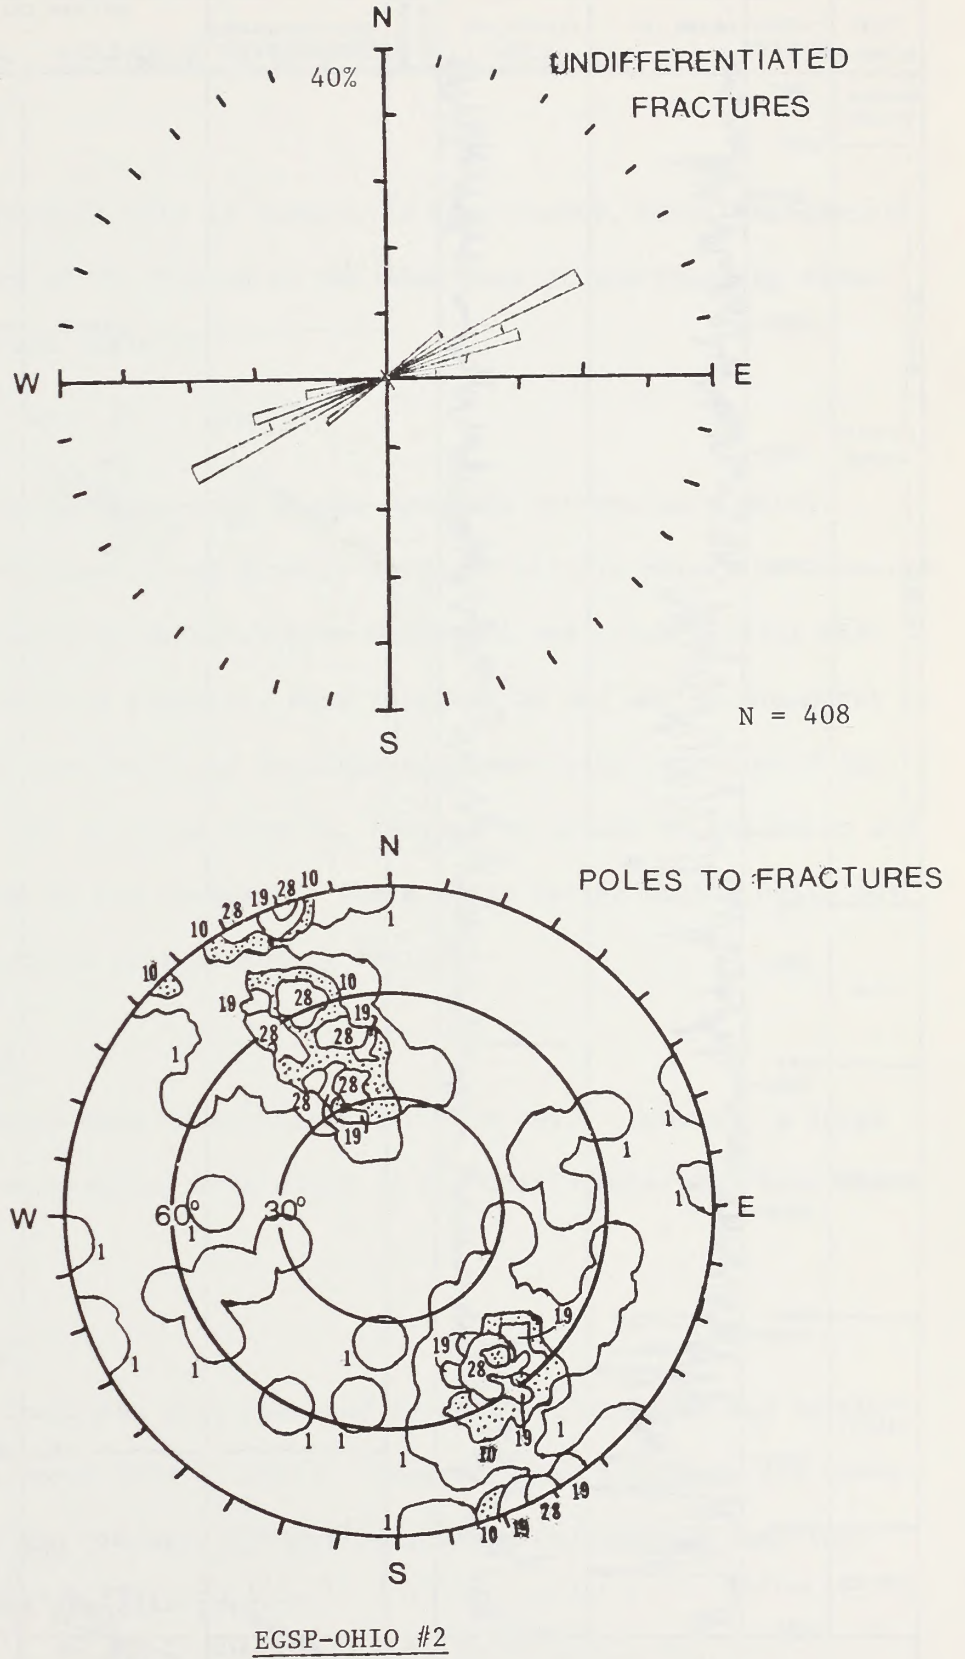 N
40%
UNDIFFERENTIATED
FRACTURES
W
E
N = 408
S
N
POLES TO FRACTURES
10 28 19 28 10
1
10
19 28 10
19
28 28
1
28 28
19
1
1
1
W 60° 30° E
1
1
19
19
28
1
1
1 1
19
1
1
10
19
28
1
10 19
S
EGSP-OHIO #2